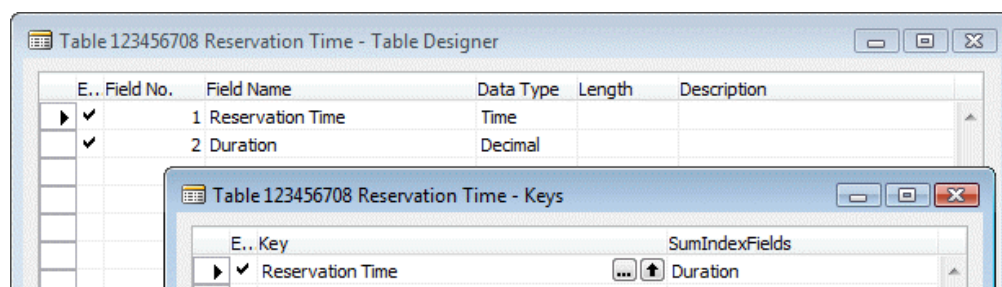 Table 123456708 Reservation Time - Table Designer
E.. Field No. Field Name Data Type Length Description
1 Reservation Time Time
2 Duration Decimal
Table 123456708 Reservation Time - Keys
E.. Key SumIndexFields
Reservation Time ... Duration